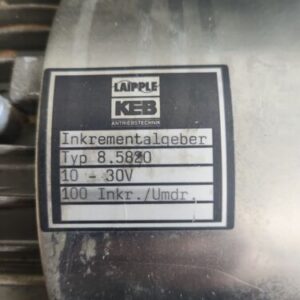 LAIPPLE
KEB
ANTRIEBSTECHNIK
Inkrementalgeber
Typ 8.5820
10 - 30V
100 Inkr./Umdr.